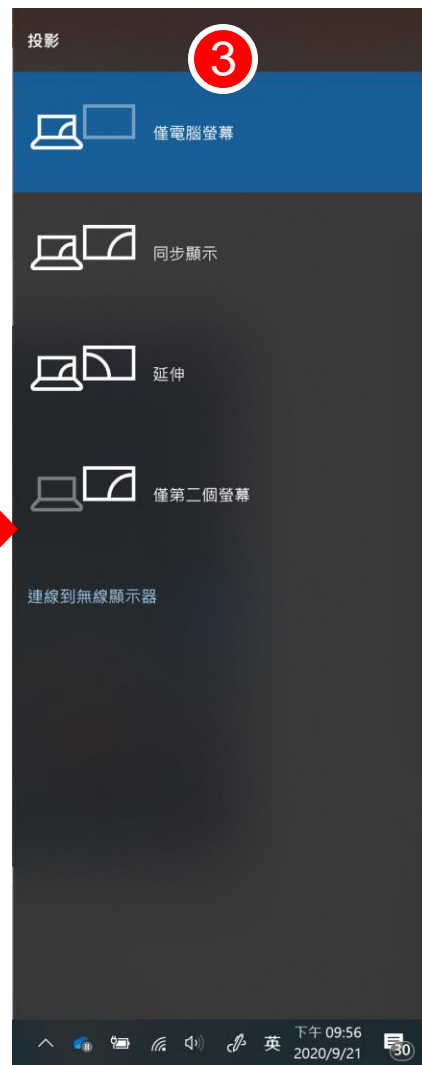 投影
3
僅電腦螢幕
同步顯示
延伸
僅第二個螢幕
連線到無線顯示器
英
下午 09:56
2020/9/21
30